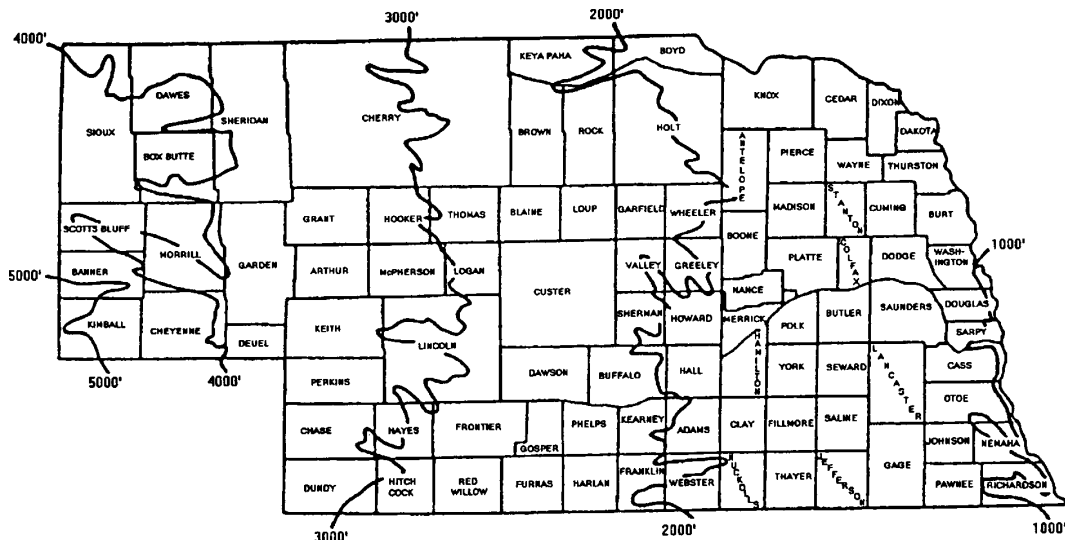 3000'
2000'
4000'
KEYA PAHA
BOYD
DAWES
KNOX
CEDAR
DIXON
SIOUX
SHERIDAN
CHERRY
BROWN
ROCK
HOLT
DAKOTA
BOX BUTTE
ANTELOPE
PIERCE
WAYNE
THURSTON
GRANT
HOOKER
THOMAS
BLAINE
LOUP
GARFIELD
WHEELER
MADISON
STANTON
CUMING
BURT
SCOTTS BLUFF
MORRILL
GARDEN
BOONE
1000'
BANNER
ARTHUR
McPHERSON
LOGAN
CUSTER
VALLEY
GREELEY
PLATTE
COLFAX
DODGE
WASH-
INGTON
5000'
NANCE
KIMBALL
CHEYENNE
DEUEL
KEITH
LINCOLN
SHERMAN
HOWARD
MERRICK
POLK
BUTLER
SAUNDERS
DOUGLAS
SARPY
5000'
4000'
PERKINS
DAWSON
BUFFALO
HALL
HAMILTON
YORK
SEWARD
LANCASTER
CASS
OTOE
CHASE
HAYES
FRONTIER
GOSPER
PHELPS
KEARNEY
ADAMS
CLAY
FILLMORE
SALINE
JOHNSON
NEMAHA
DUNDY
HITCH
COCK
RED
WILLOW
FURNAS
HARLAN
FRANKLIN
WEBSTER
NUCKOLLS
THAYER
JEFFERSON
GAGE
PAWNEE
RICHARDSON
3000'
2000'
1000'